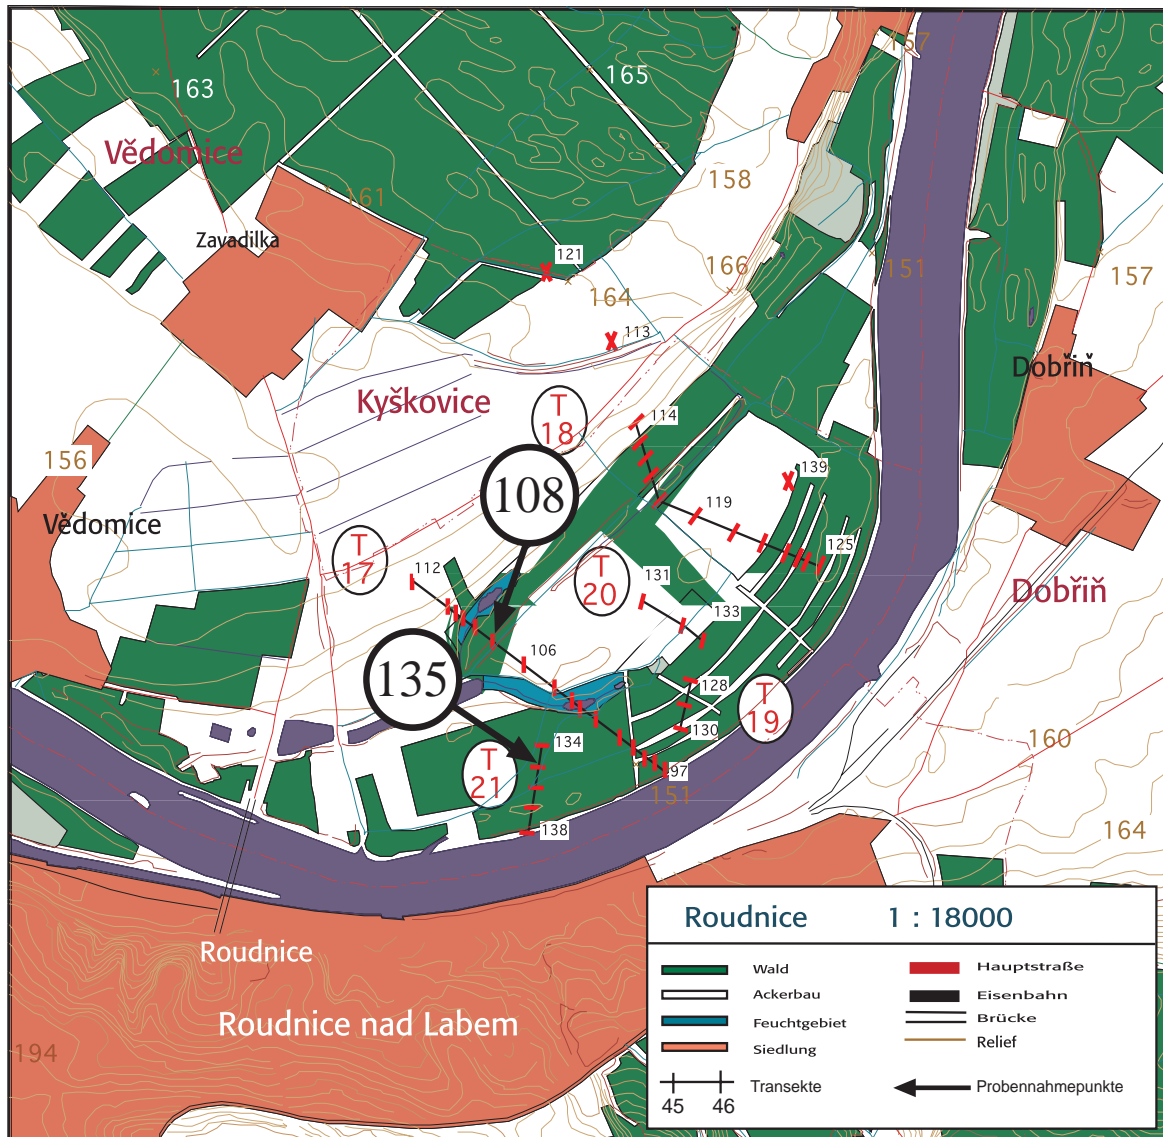 157
165
163
Vědomice
158
161
Zavadilka
121
166
151
157
164
113
Dobřiň
Kyškovice
T
18
114
156
139
108
119
Vědomice
T
17
125
112
T
20
131
Dobřiň
133
106
135
128
T
19
130
134
160
T
21
97
151
138
164
Roudnice 1 : 18000
Roudnice
Wald
Hauptstraße
Ackerbau
Eisenbahn
Feuchtgebiet
Brücke
Roudnice nad Labem
Siedlung
Relief
194
Transekte
45 46
Probennahmepunkte